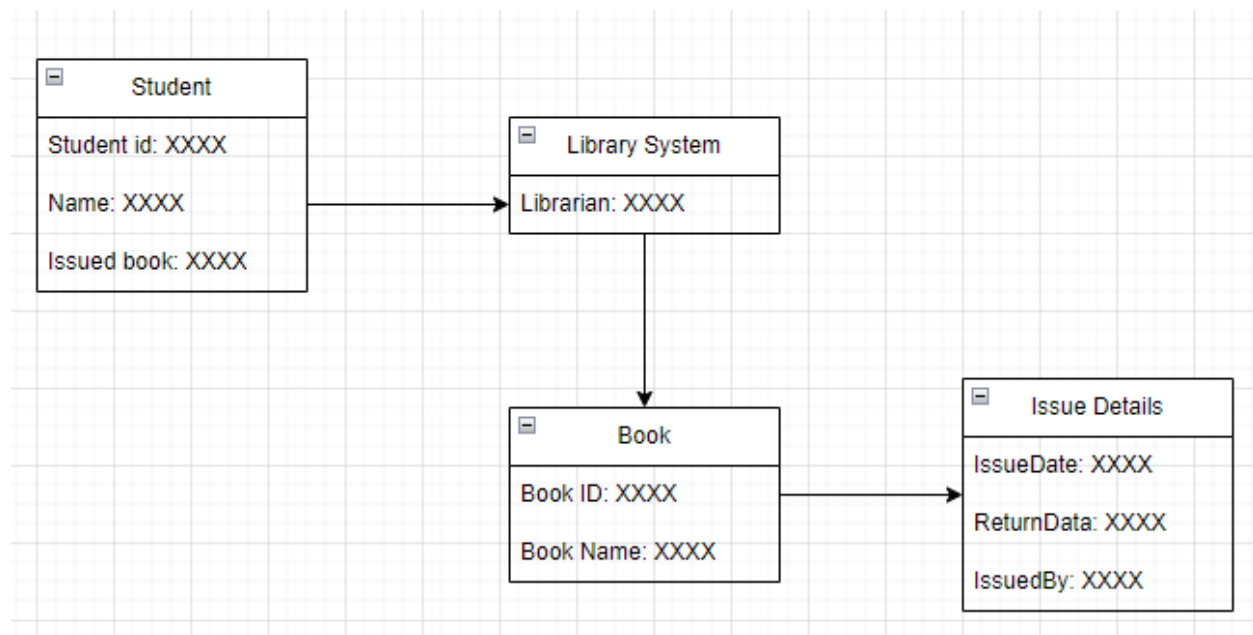 Student
Student id: XXXX
Name: XXXX
Issued book: XXXX
Library System
Librarian: XXXX
Book
Book ID: XXXX
Book Name: XXXX
Issue Details
IssueDate: XXXX
ReturnData: XXXX
IssuedBy: XXXX